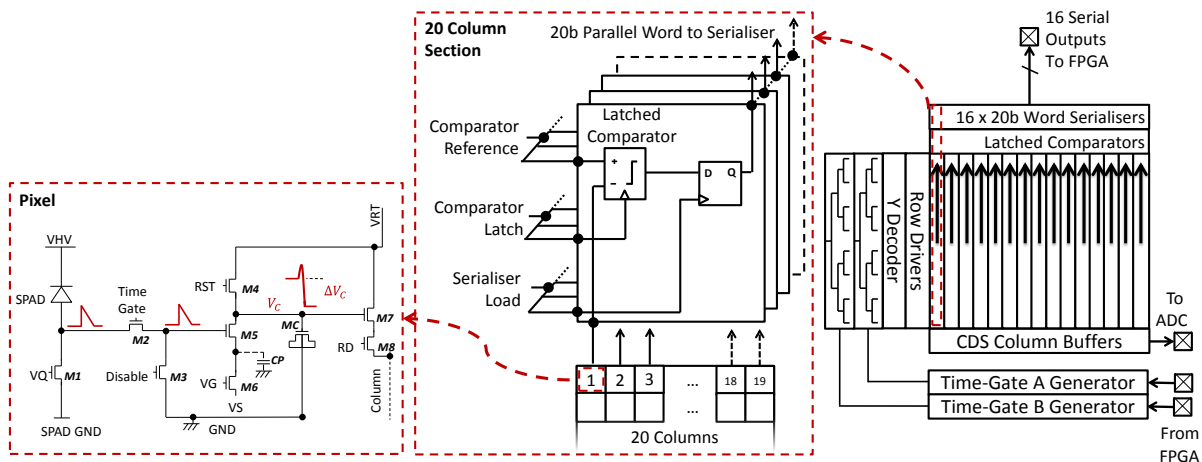 Pixel
VHV
SPAD
Time
Gate
M2
VQ
M1
SPAD GND
Disable
M3
RST
M4
V_C
ΔV_C
M5
MC
CP
VG
M6
VS
GND
VRT
M7
RD
M8
Column
20 Column
Section
20b Parallel Word to Serialiser
Latched
Comparator
Comparator
Reference
+
-
D Q
Comparator
Latch
Serialiser
Load
1 2 3 ... 18 19
...
20 Columns
16 Serial
Outputs
To FPGA
16 x 20b Word Serialisers
Latched Comparators
Row Drivers
Y Decoder
CDS Column Buffers
To
ADC
Time-Gate A Generator
Time-Gate B Generator
From
FPGA